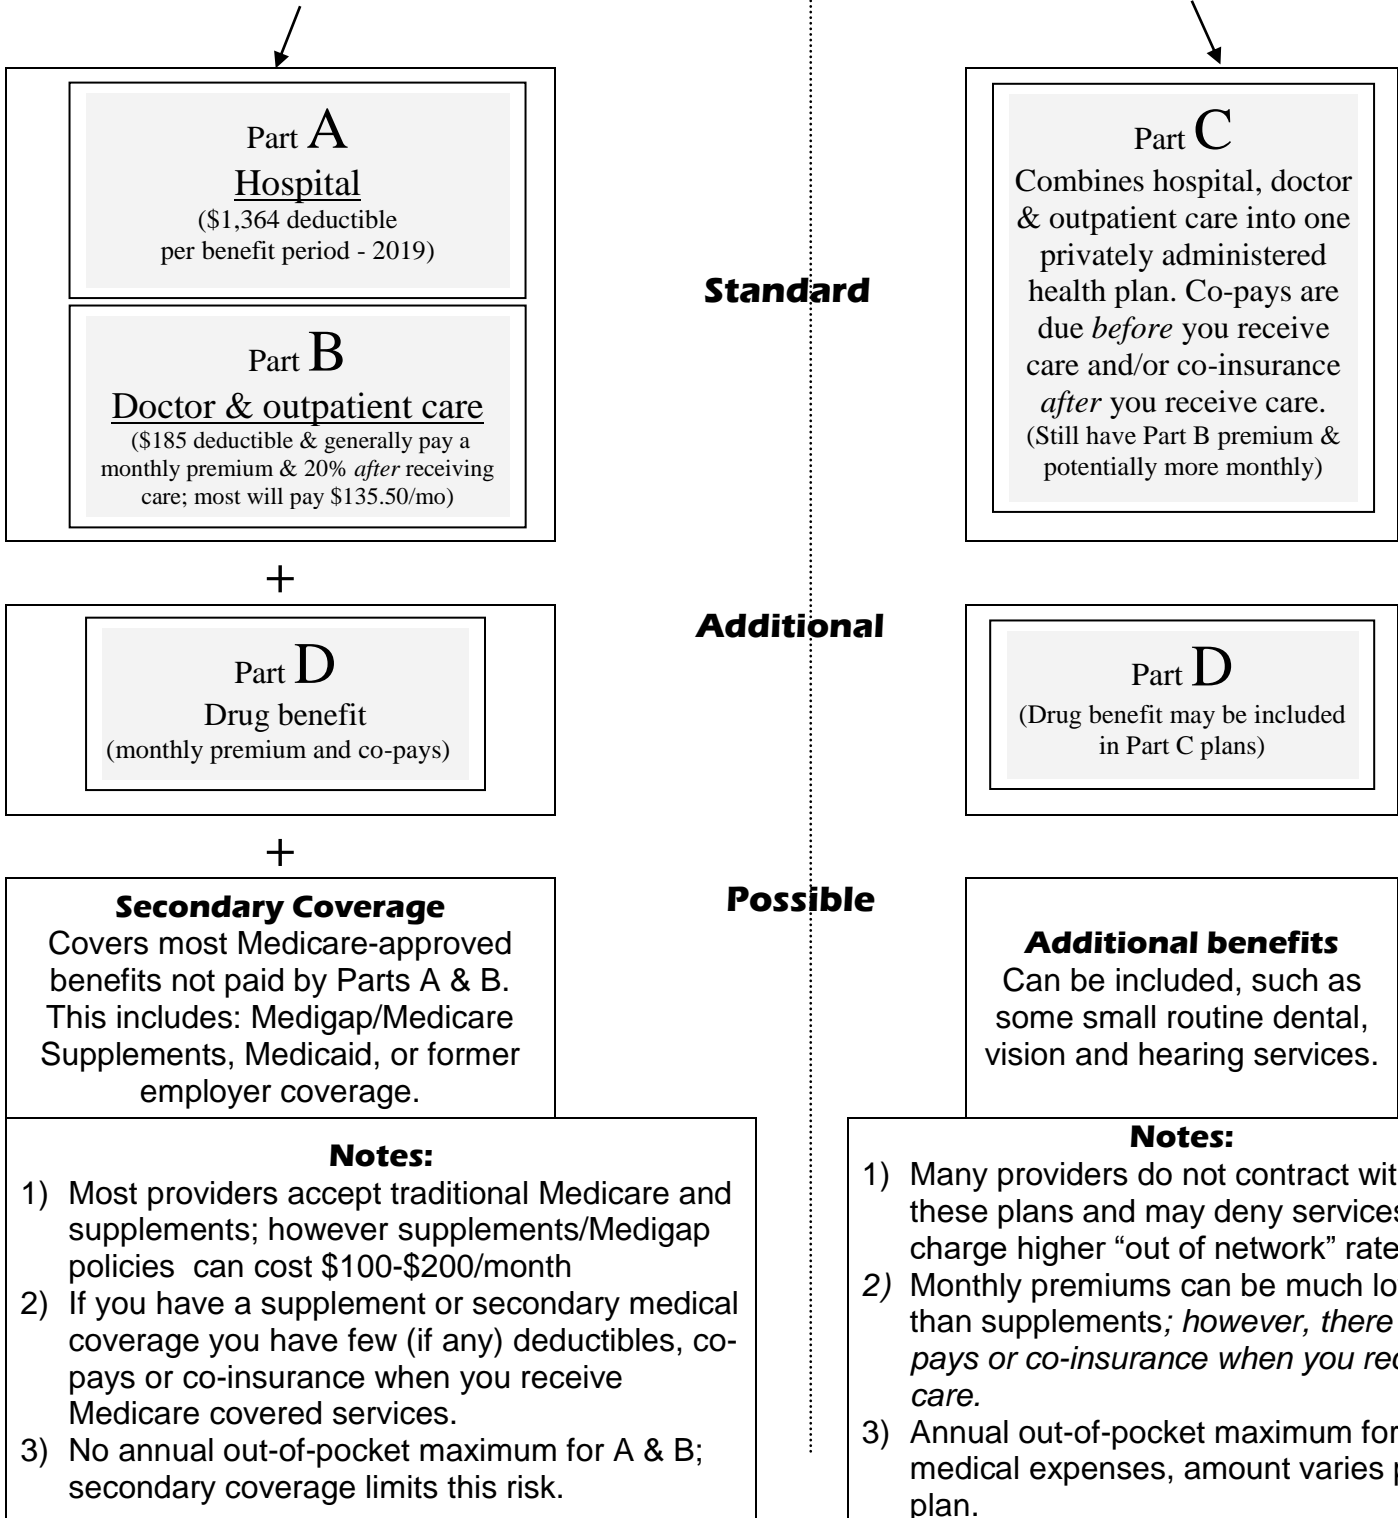 Part A
Hospital
($1,364 deductible
per benefit period - 2019)
Part B
Doctor & outpatient care
($185 deductible & generally pay a
monthly premium & 20% after receiving
care; most will pay $135.50/mo)
Standard
Part C
Combines hospital, doctor
& outpatient care into one
privately administered
health plan. Co-pays are
due before you receive
care and/or co-insurance
after you receive care.
(Still have Part B premium &
potentially more monthly)
+
Part D
Drug benefit
(monthly premium and co-pays)
Additional
Part D
(Drug benefit may be included
in Part C plans)
+
Secondary Coverage
Covers most Medicare-approved
benefits not paid by Parts A & B.
This includes: Medigap/Medicare
Supplements, Medicaid, or former
employer coverage.
Possible
Additional benefits
Can be included, such as
some small routine dental,
vision and hearing services.
Notes:
1) Most providers accept traditional Medicare and
supplements; however supplements/Medigap
policies can cost $100-$200/month
2) If you have a supplement or secondary medical
coverage you have few (if any) deductibles, co-
pays or co-insurance when you receive
Medicare covered services.
3) No annual out-of-pocket maximum for A & B;
secondary coverage limits this risk.
Notes:
1) Many providers do not contract
these plans and may deny services
charge higher “out of network”
2) Monthly premiums can be much
than supplements; however, there
pays or co-insurance when you
care.
3) Annual out-of-pocket maximum for
medical expenses, amount varies
plan.